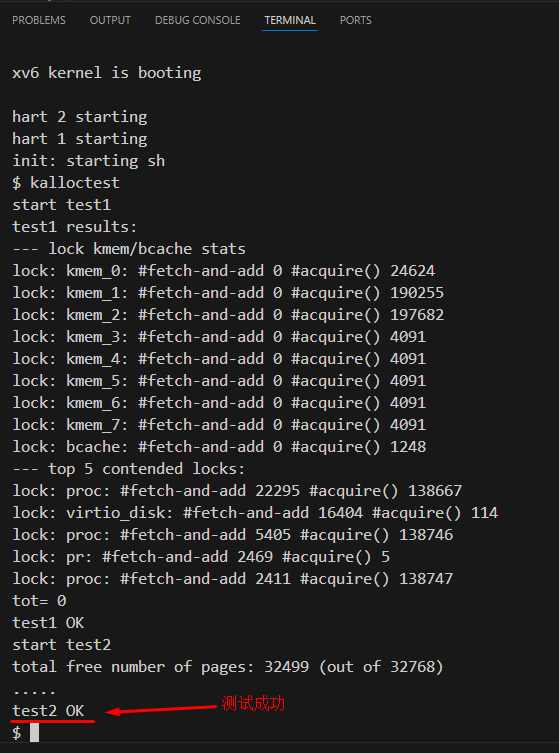 PROBLEMS OUTPUT DEBUG CONSOLE TERMINAL PORTS
xv6 kernel is booting
hart 2 starting
hart 1 starting
init: starting sh
$ kalloctest
start test1
test1 results:
--- lock kmem/bcache stats
lock: kmem_0: #fetch-and-add 0 #acquire() 24624
lock: kmem_1: #fetch-and-add 0 #acquire() 190255
lock: kmem_2: #fetch-and-add 0 #acquire() 197682
lock: kmem_3: #fetch-and-add 0 #acquire() 4091
lock: kmem_4: #fetch-and-add 0 #acquire() 4091
lock: kmem_5: #fetch-and-add 0 #acquire() 4091
lock: kmem_6: #fetch-and-add 0 #acquire() 4091
lock: kmem_7: #fetch-and-add 0 #acquire() 4091
lock: bcache: #fetch-and-add 0 #acquire() 1248
--- top 5 contended locks:
lock: proc: #fetch-and-add 22295 #acquire() 138667
lock: virtio_disk: #fetch-and-add 16404 #acquire() 114
lock: proc: #fetch-and-add 5405 #acquire() 138746
lock: pr: #fetch-and-add 2469 #acquire() 5
lock: proc: #fetch-and-add 2411 #acquire() 138747
tot= 0
test1 OK
start test2
total free number of pages: 32499 (out of 32768)
.....
test2 OK 测试成功
$